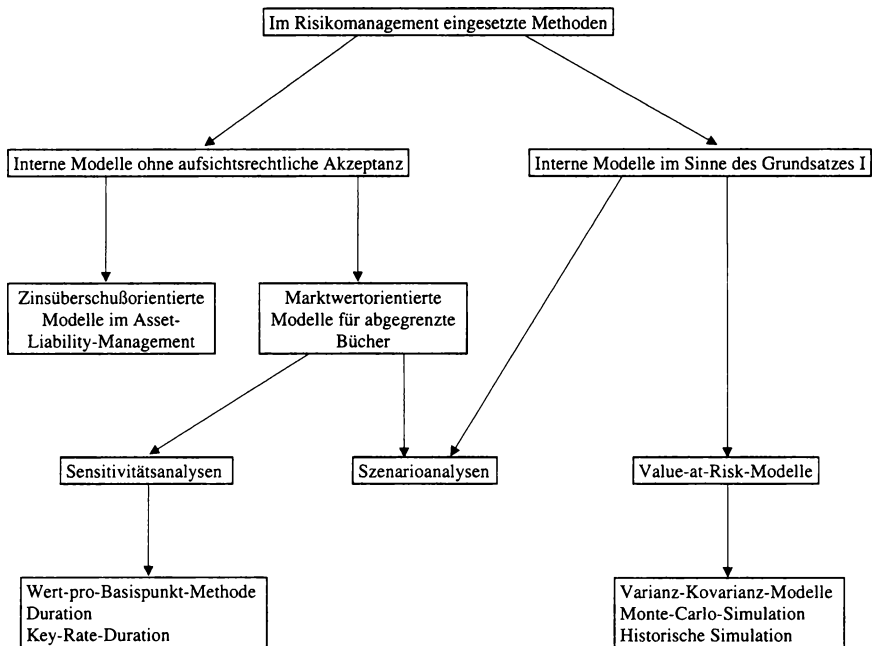 Im Risikomanagement eingesetzte Methoden
Interne Modelle ohne aufsichtsrechtliche Akzeptanz
Interne Modelle im Sinne des Grundsatzes I
Zinsüberschußorientierte
Modelle im Asset-
Liability-Management
Marktwertorientierte
Modelle für abgegrenzte
Bücher
Sensitivitätsanalysen
Szenarioanalysen
Value-at-Risk-Modelle
Wert-pro-Basispunkt-Methode
Duration
Key-Rate-Duration
Varianz-Kovarianz-Modelle
Monte-Carlo-Simulation
Historische Simulation